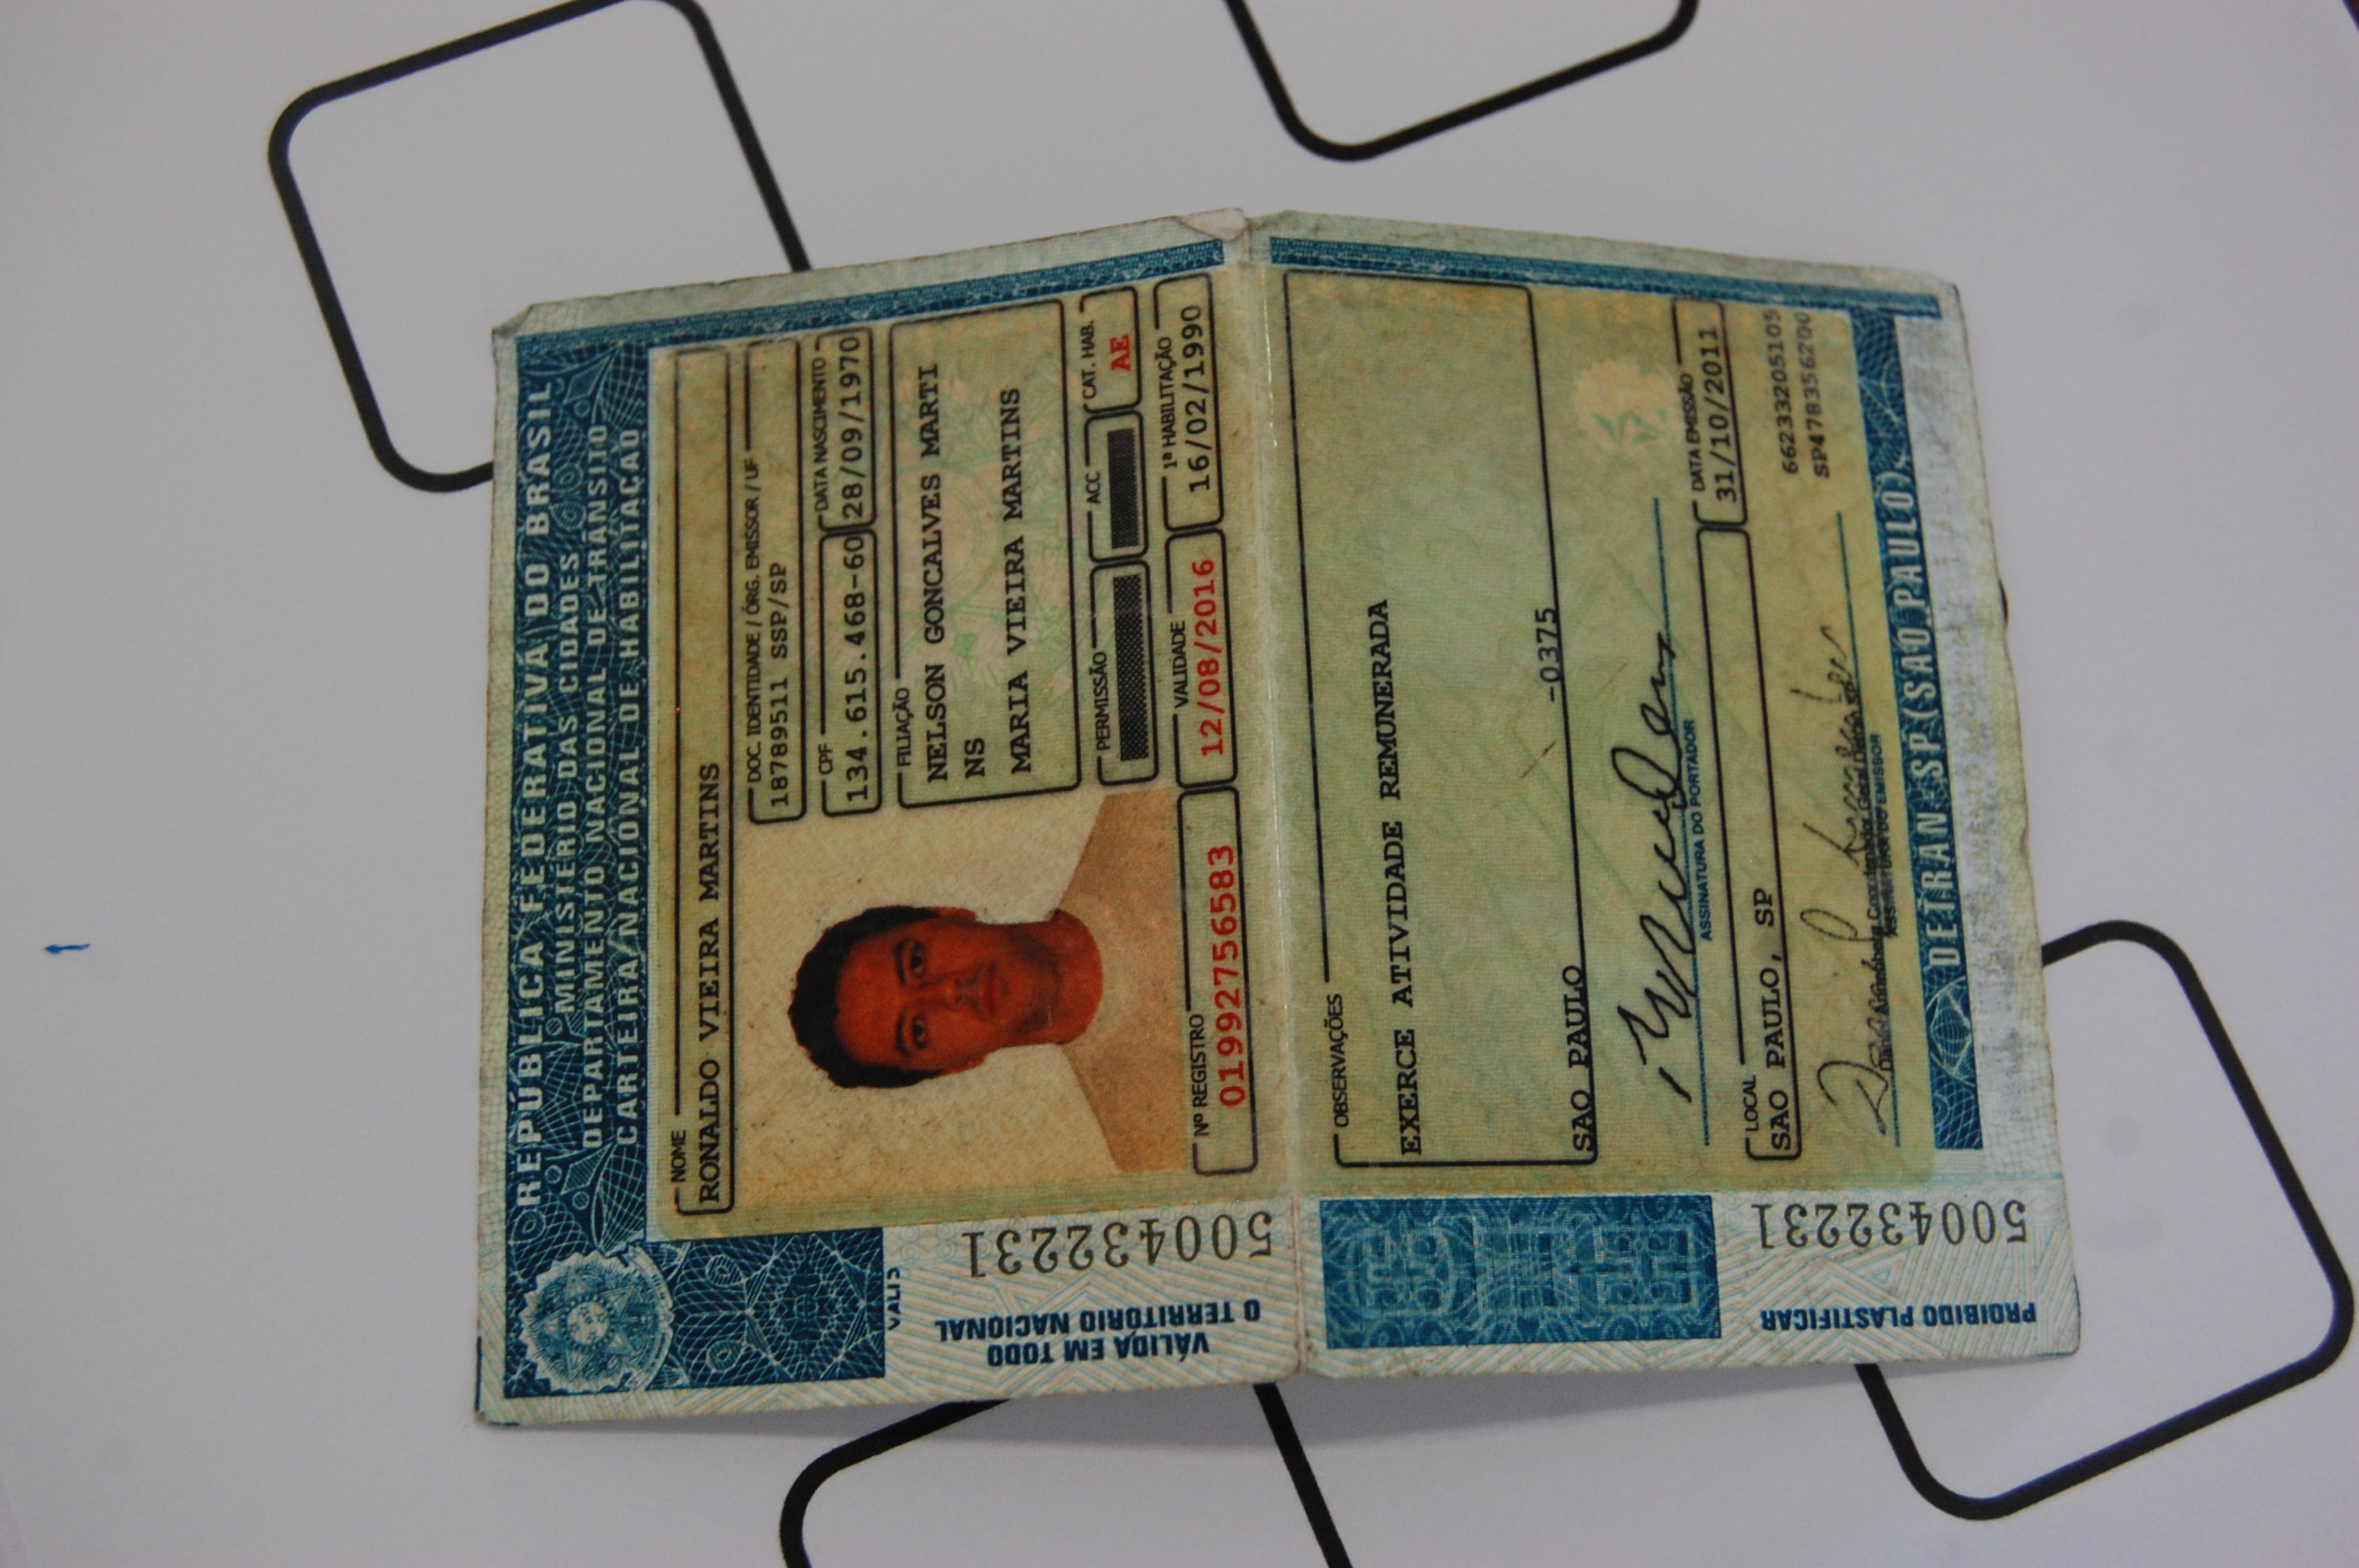 REPÚBLICA FEDERATIVA DO BRASIL
MINISTÉRIO DAS CIDADES
DEPARTAMENTO NACIONAL DE TRÂNSITO
CARTEIRA NACIONAL DE HABILITAÇÃO
NOME
RONALDO VIEIRA MARTINS
DOC. IDENTIDADE / ÓRG. EMISSOR / UF
18789511 SSP/SP
CPF
134.615.468-60
DATA NASCIMENTO
28/09/1970
FILIAÇÃO
NELSON GONCALVES MARTI
NS
MARIA VIEIRA MARTINS
PERMISSÃO
ACC
CAT. HAB.
AE
Nº REGISTRO
01992756583
VALIDADE
12/08/2016
1ª HABILITAÇÃO
16/02/1990
VÁLIDA EM TODO
O TERRITÓRIO NACIONAL
500432231
OBSERVAÇÕES
EXERCE ATIVIDADE REMUNERADA
-0375
SAO PAULO
ASSINATURA DO PORTADOR
LOCAL
SAO PAULO, SP
DATA EMISSÃO
31/10/2011
66233205105
SP478356200
DETRAN-SP(SAO PAULO)
PROIBIDO PLASTIFICAR
500432231